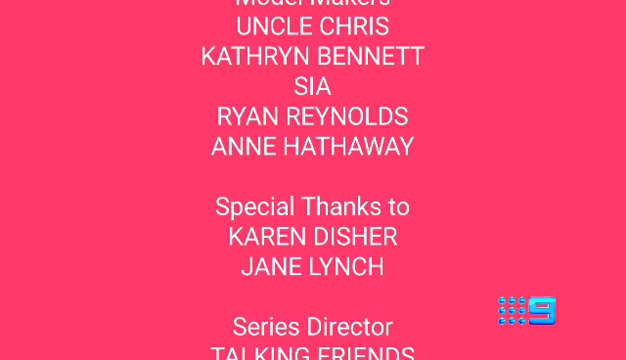 Model Makers
UNCLE CHRIS
KATHRYN BENNETT
SIA
RYAN REYNOLDS
ANNE HATHAWAY
Special Thanks to
KAREN DISHER
JANE LYNCH
9
Series Director
TALKING FRIENDS